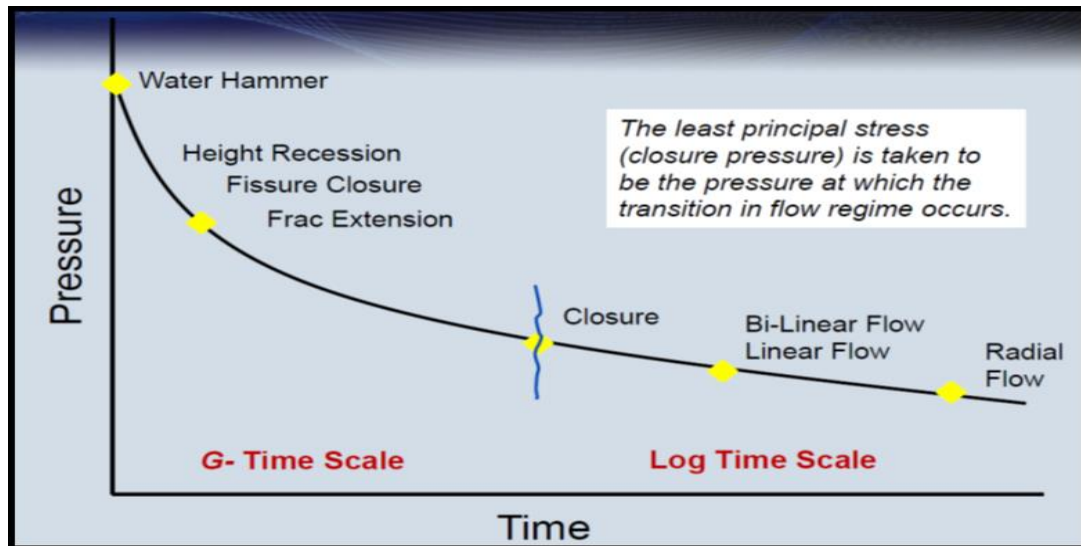 Water Hammer
Height Recession
Fissure Closure
Frac Extension
The least principal stress
(closure pressure) is taken to
be the pressure at which the
transition in flow regime occurs.
Pressure
Closure
Bi-Linear Flow
Linear Flow
Radial
Flow
G- Time Scale
Log Time Scale
Time